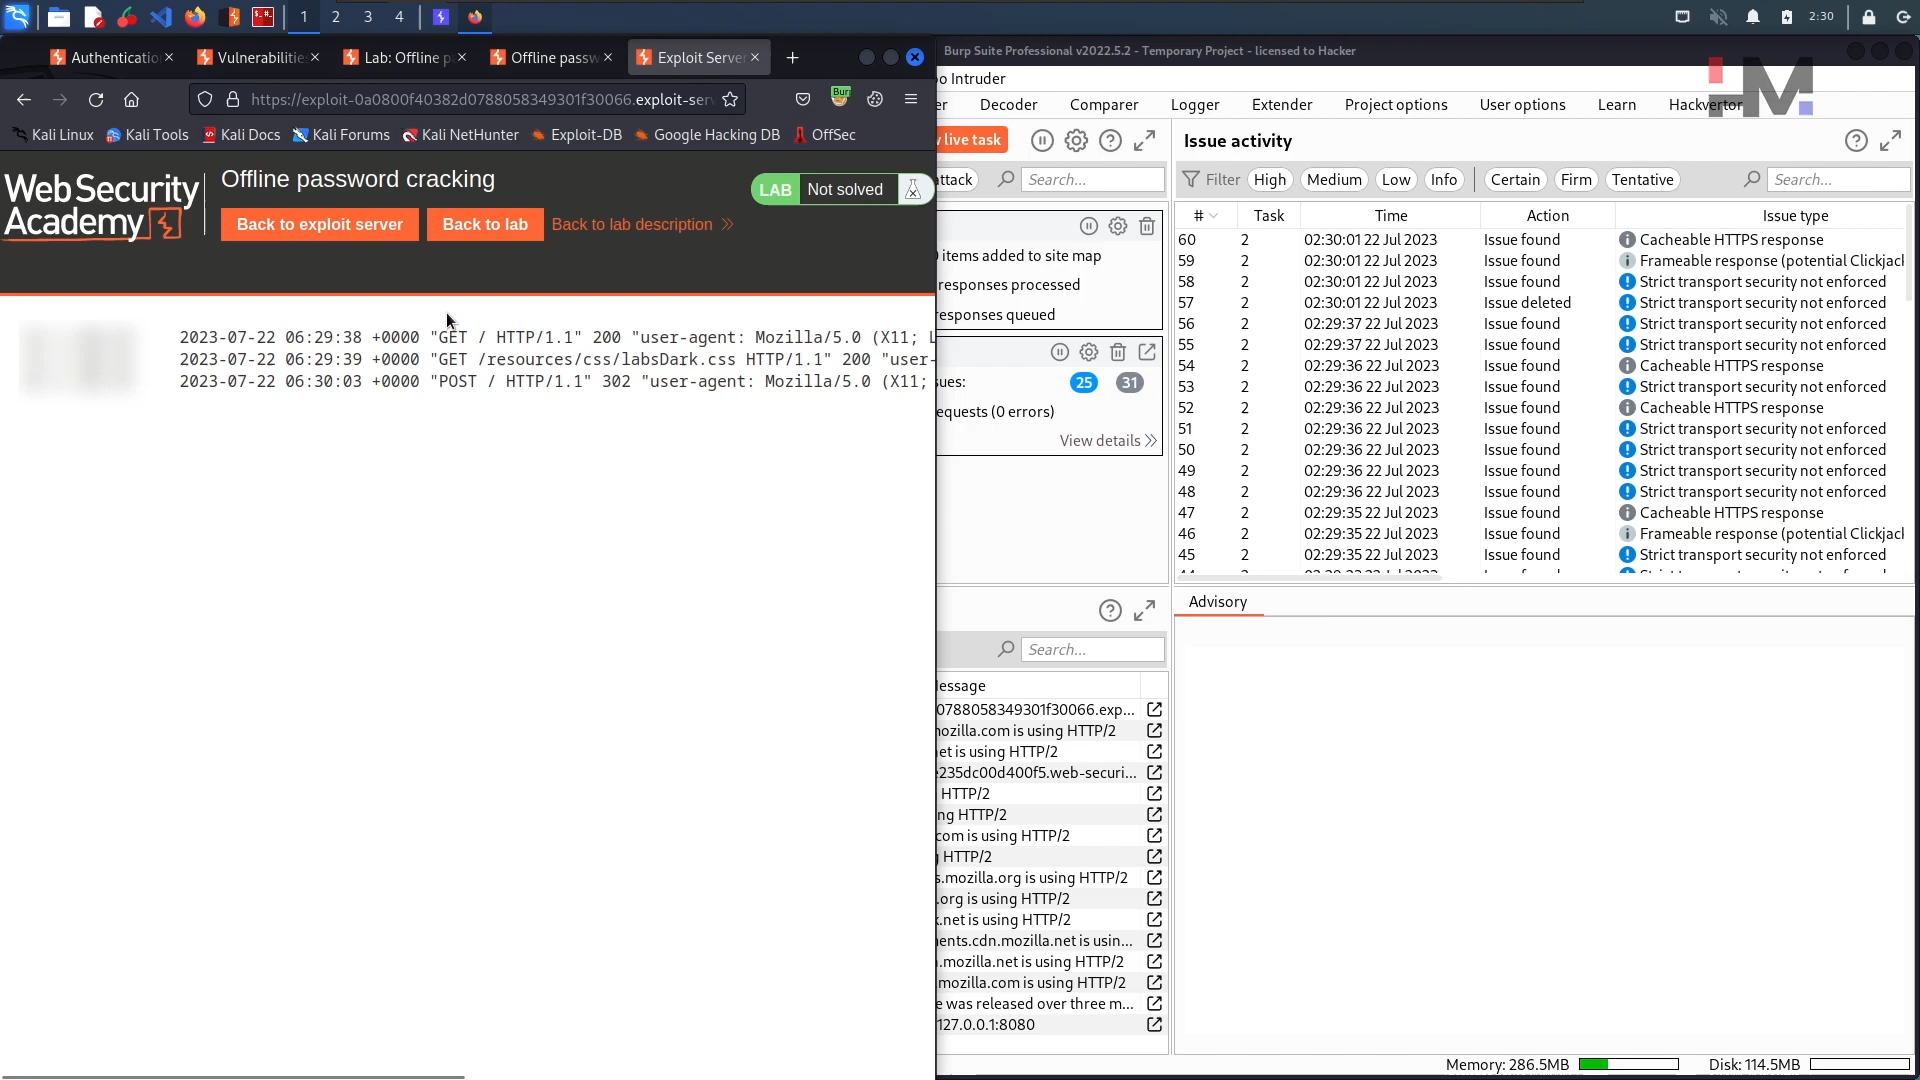 1 2 3 4 2:30
Authenticatio Vulnerabilitie Lab: Offline p Offline passw Exploit Server
https://exploit-0a0800f40382d0788058349301f30066.exploit-ser
Burp
Kali Linux Kali Tools Kali Docs Kali Forums Kali NetHunter Exploit-DB Google Hacking DB OffSec
WebSecurity
Academy
Offline password cracking
LAB Not solved
Back to exploit server Back to lab Back to lab description
2023-07-22 06:29:38 +0000 "GET / HTTP/1.1" 200 "user-agent: Mozilla/5.0 (X11; L
2023-07-22 06:29:39 +0000 "GET /resources/css/labsDark.css HTTP/1.1" 200 "user-
2023-07-22 06:30:03 +0000 "POST / HTTP/1.1" 302 "user-agent: Mozilla/5.0 (X11;
Burp Suite Professional v2022.5.2 - Temporary Project - licensed to Hacker
o Intruder
er Decoder Comparer Logger Extender Project options User options Learn Hackvertor
live task
ttack Search...
items added to site map
responses processed
responses queued
sues: 25 31
equests (0 errors)
View details
Search...
essage
0788058349301f30066.exp...
ozilla.com is using HTTP/2
et is using HTTP/2
235dc00d400f5.web-securi...
HTTP/2
ng HTTP/2
com is using HTTP/2
HTTP/2
s.mozilla.org is using HTTP/2
.org is using HTTP/2
.net is using HTTP/2
ents.cdn.mozilla.net is usin...
.mozilla.net is using HTTP/2
mozilla.com is using HTTP/2
e was released over three m...
127.0.0.1:8080
Issue activity
Filter High Medium Low Info Certain Firm Tentative Search...
# Task Time Action Issue type
60 2 02:30:01 22 Jul 2023 Issue found Cacheable HTTPS response
59 2 02:30:01 22 Jul 2023 Issue found Frameable response (potential Clickjack
58 2 02:30:01 22 Jul 2023 Issue found Strict transport security not enforced
57 2 02:30:01 22 Jul 2023 Issue deleted Strict transport security not enforced
56 2 02:29:37 22 Jul 2023 Issue found Strict transport security not enforced
55 2 02:29:37 22 Jul 2023 Issue found Strict transport security not enforced
54 2 02:29:36 22 Jul 2023 Issue found Cacheable HTTPS response
53 2 02:29:36 22 Jul 2023 Issue found Strict transport security not enforced
52 2 02:29:36 22 Jul 2023 Issue found Cacheable HTTPS response
51 2 02:29:36 22 Jul 2023 Issue found Strict transport security not enforced
50 2 02:29:36 22 Jul 2023 Issue found Strict transport security not enforced
49 2 02:29:36 22 Jul 2023 Issue found Strict transport security not enforced
48 2 02:29:36 22 Jul 2023 Issue found Strict transport security not enforced
47 2 02:29:35 22 Jul 2023 Issue found Cacheable HTTPS response
46 2 02:29:35 22 Jul 2023 Issue found Frameable response (potential Clickjack
45 2 02:29:35 22 Jul 2023 Issue found Strict transport security not enforced
Advisory
Memory: 286.5MB Disk: 114.5MB